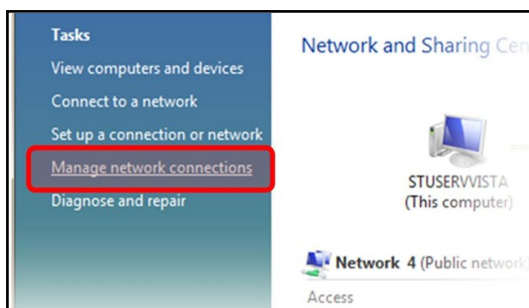 Tasks
View computers and devices
Connect to a network
Set up a connection or network
Manage network connections
Diagnose and repair
Network and Sharing Cen
STUSERVVISTA
(This computer)
Network 4 (Public network
Access